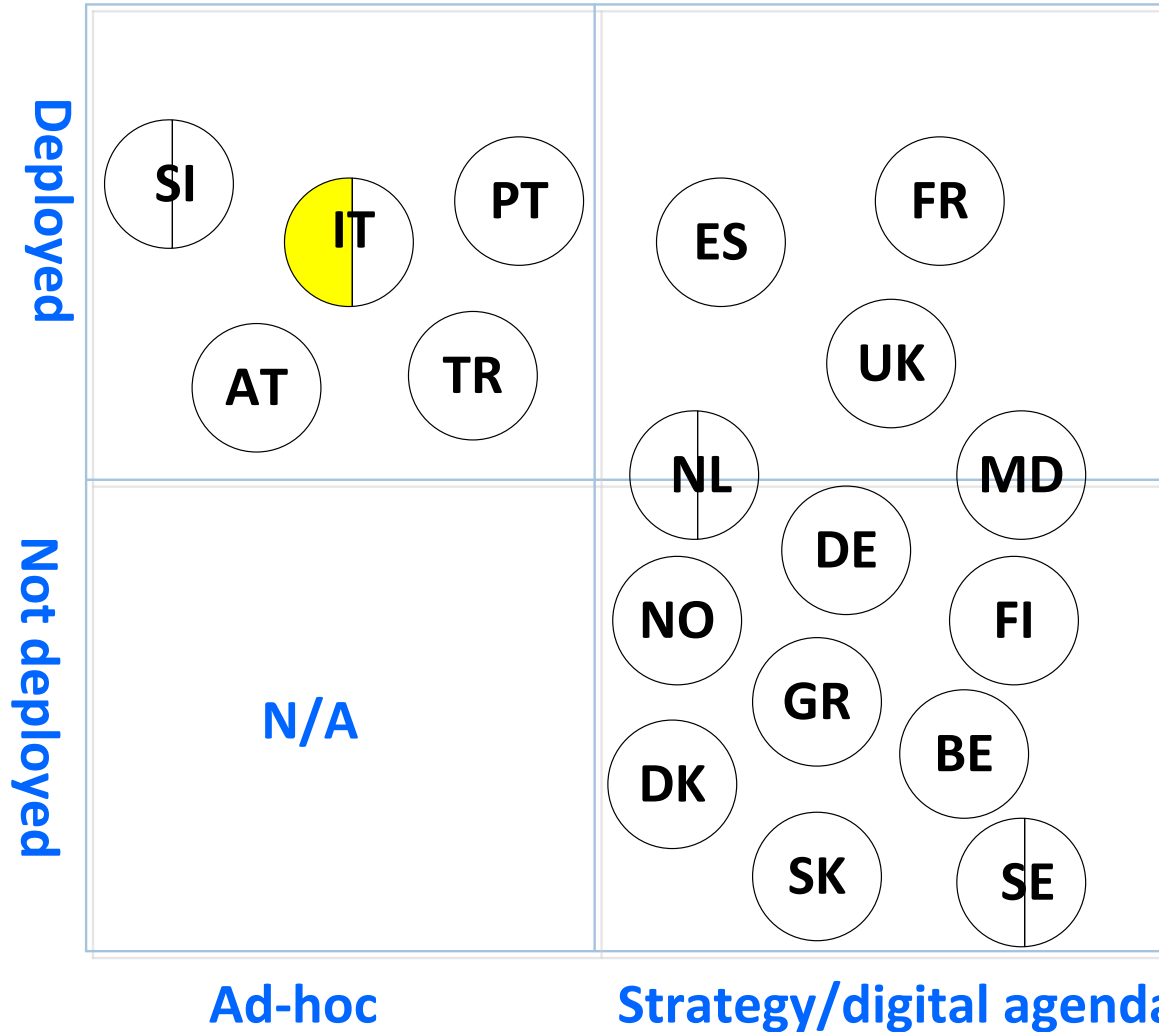 Deployed
SI
IT
PT
ES
FR
AT
TR
UK
NL
MD
Not deployed
DE
NO
FI
N/A
GR
DK
BE
SK
SE
Ad-hoc
Strategy/digital agenda